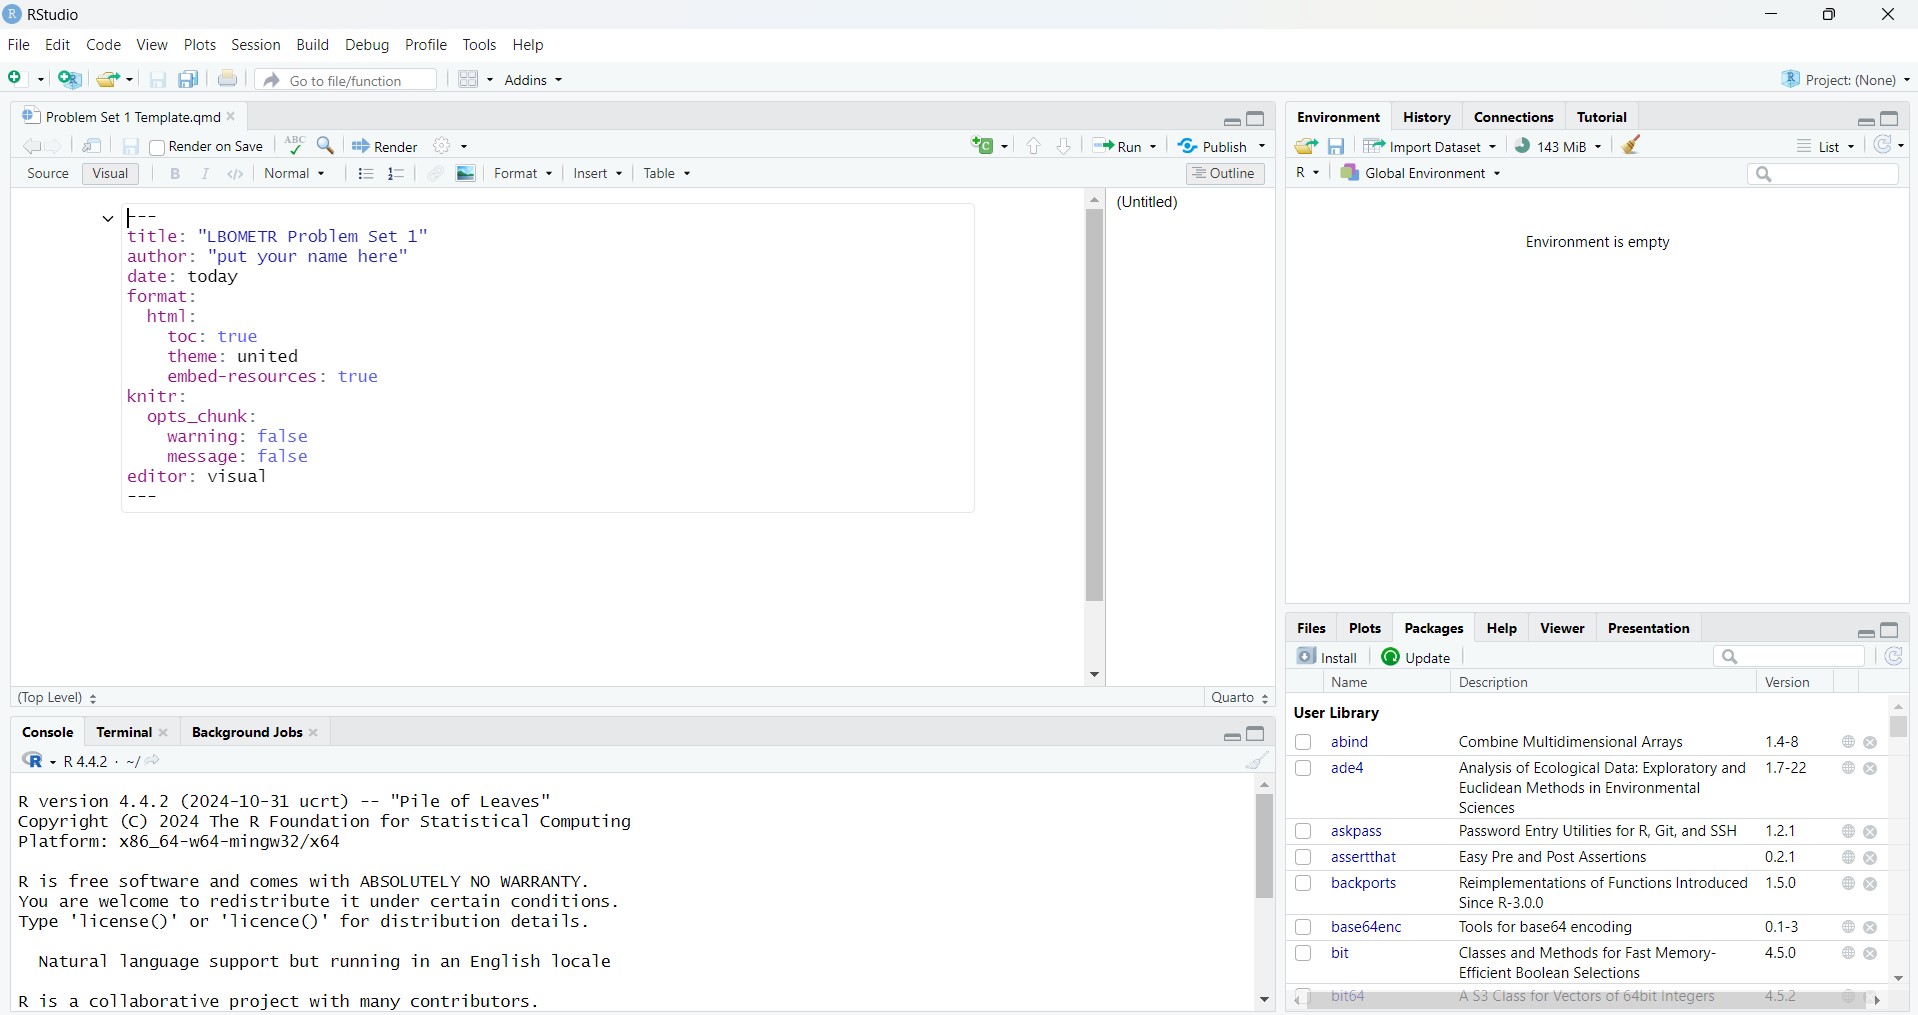 RStudio
File Edit Code View Plots Session Build Debug Profile Tools Help
Go to file/function Addins Project: (None)
Problem Set 1 Template.qmd
Render on Save ABC Render Run Publish
Source Visual B I </> Normal Format Insert Table Outline
---
title: "LBOMETR Problem Set 1"
author: "put your name here"
date: today
format:
html:
toc: true
theme: united
embed-resources: true
knitr:
opts_chunk:
warning: false
message: false
editor: visual
---
(Untitled)
(Top Level) Quarto
Console Terminal Background Jobs
R 4.4.2 · ~/
R version 4.4.2 (2024-10-31 ucrt) -- "Pile of Leaves"
Copyright (C) 2024 The R Foundation for Statistical Computing
Platform: x86_64-w64-mingw32/x64
R is free software and comes with ABSOLUTELY NO WARRANTY.
You are welcome to redistribute it under certain conditions.
Type 'license()' or 'licence()' for distribution details.
Natural language support but running in an English locale
R is a collaborative project with many contributors.
Environment History Connections Tutorial
Import Dataset 143 MiB List
R Global Environment
Environment is empty
Files Plots Packages Help Viewer Presentation
Install Update
Name Description Version
User Library
abind Combine Multidimensional Arrays 1.4-8
ade4 Analysis of Ecological Data: Exploratory and 1.7-22
Euclidean Methods in Environmental
Sciences
askpass Password Entry Utilities for R, Git, and SSH 1.2.1
assertthat Easy Pre and Post Assertions 0.2.1
backports Reimplementations of Functions Introduced 1.5.0
Since R-3.0.0
base64enc Tools for base64 encoding 0.1-3
bit Classes and Methods for Fast Memory- 4.5.0
Efficient Boolean Selections
bit64 A S3 Class for Vectors of 64bit Integers 4.5.2